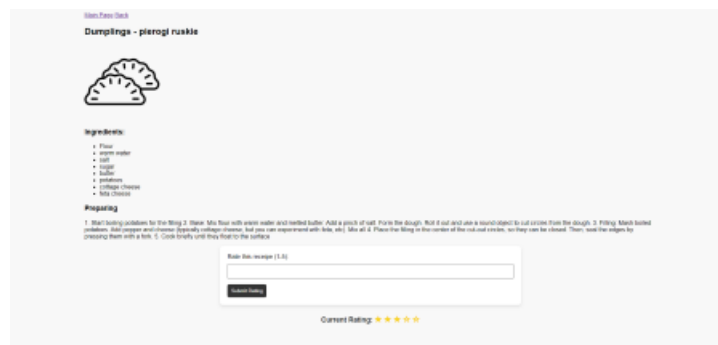 Main Page Back
Dumplings - pierogi ruskie
Ingredients:
Flour
warm water
salt
sugar
butter
potatoes
cottage cheese
feta cheese
Preparing
1. Start boiling potatoes for the filling 2. Base: Mix flour with warm water and melted butter. Add a pinch of salt. Form the dough. Roll it out and use a round object to cut circles from the dough. 3. Filling: Mash boiled
potatoes. Add pepper and cheese (typically cottage cheese, but you can experiment with feta, etc). Mix all 4. Place the filling in the center of the cut-out circles, so they can be closed. Then, seal the edges by
pressing them with a fork. 5. Cook briefly until they float to the surface
Rate this receipe (1-5):
Submit Rating
Current Rating: